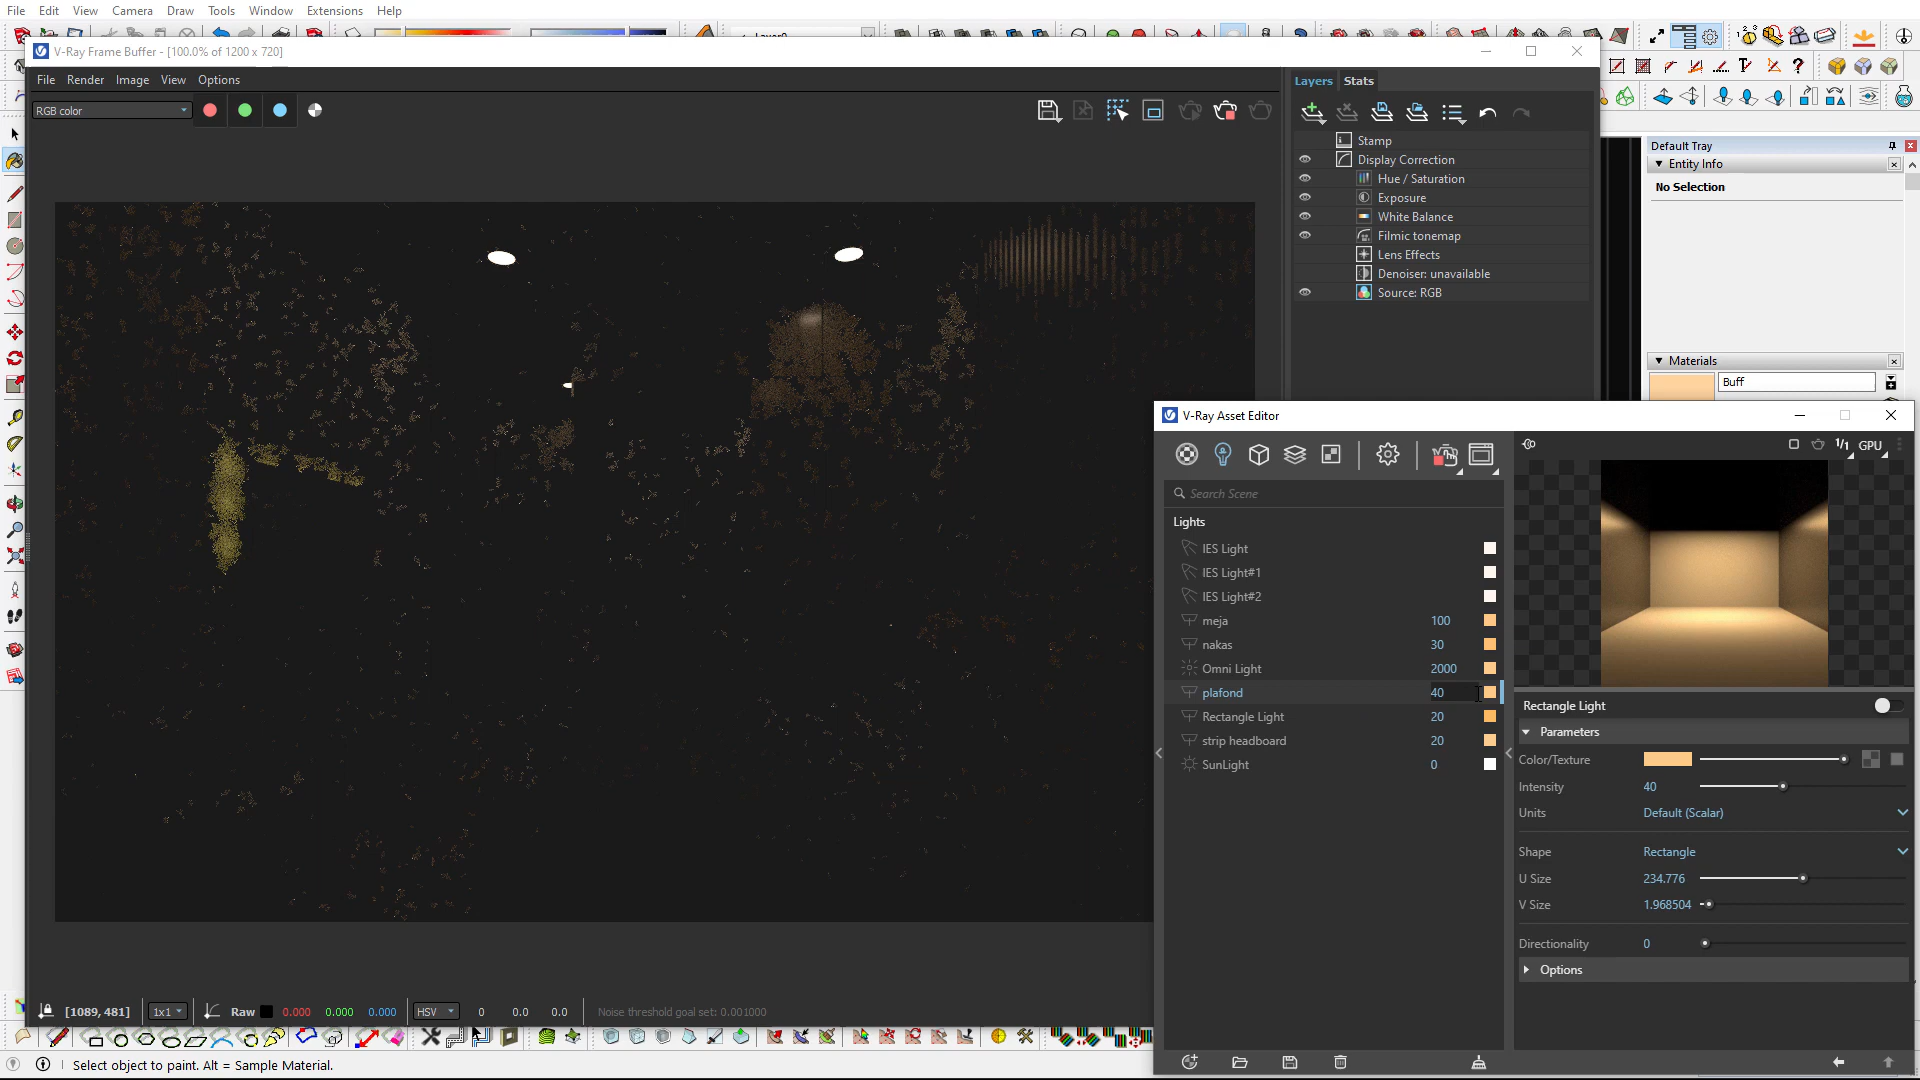 File Edit View Camera Draw Tools Window Extensions Help
V-Ray Frame Buffer - [100.0% of 1200 x 720]
File Render Image View Options
RGB color
Layers Stats
Stamp
Display Correction
Hue / Saturation
Exposure
White Balance
Filmic tonemap
Lens Effects
Denoiser: unavailable
Source: RGB
Default Tray
Entity Info
No Selection
Materials
Buff
V-Ray Asset Editor
1/1 GPU
Search Scene
Lights
IES Light
IES Light#1
IES Light#2
meja 100
nakas 30
Omni Light 2000
plafond 40
Rectangle Light 20
strip headboard 20
SunLight 0
Rectangle Light
Parameters
Color/Texture
Intensity 40
Units Default (Scalar)
Shape Rectangle
U Size 234.776
V Size 1.968504
Directionality 0
Options
[1089, 481] 1x1 Raw 0.000 0.000 0.000 HSV 0 0.0 0.0 Noise threshold goal set: 0.001000
Select object to paint. Alt = Sample Material.